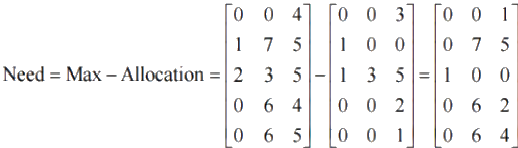 0 0 4 0 0 3 0 0 1
1 7 5 1 0 0 0 7 5
Need = Max – Allocation = 2 3 5 – 1 3 5 = 1 0 0
0 6 4 0 0 2 0 6 2
0 6 5 0 0 1 0 6 4